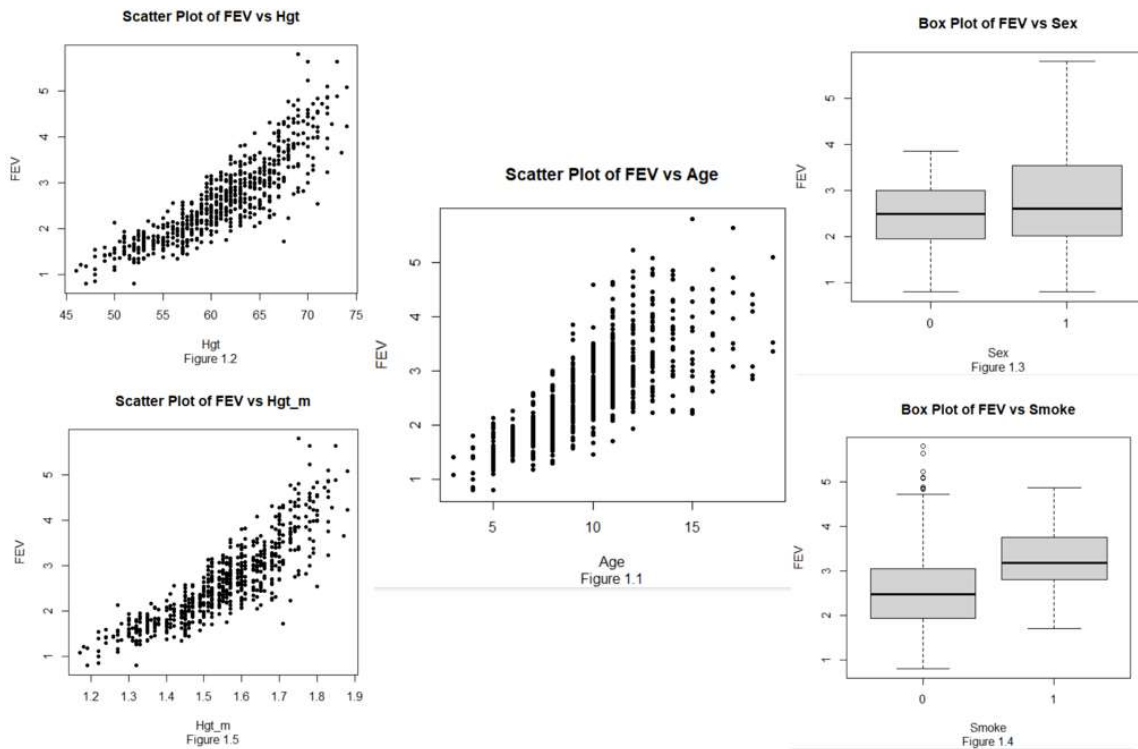 Scatter Plot of FEV vs Hgt
FEV
5
4
3
2
1
45 50 55 60 65 70 75
Hgt
Figure 1.2
Scatter Plot of FEV vs Hgt_m
FEV
5
4
3
2
1
1.2 1.3 1.4 1.5 1.6 1.7 1.8 1.9
Hgt_m
Figure 1.5
Scatter Plot of FEV vs Age
FEV
5
4
3
2
1
5 10 15
Age
Figure 1.1
Box Plot of FEV vs Sex
FEV
5
4
3
2
1
0 1
Sex
Figure 1.3
Box Plot of FEV vs Smoke
FEV
5
4
3
2
1
0 1
Smoke
Figure 1.4